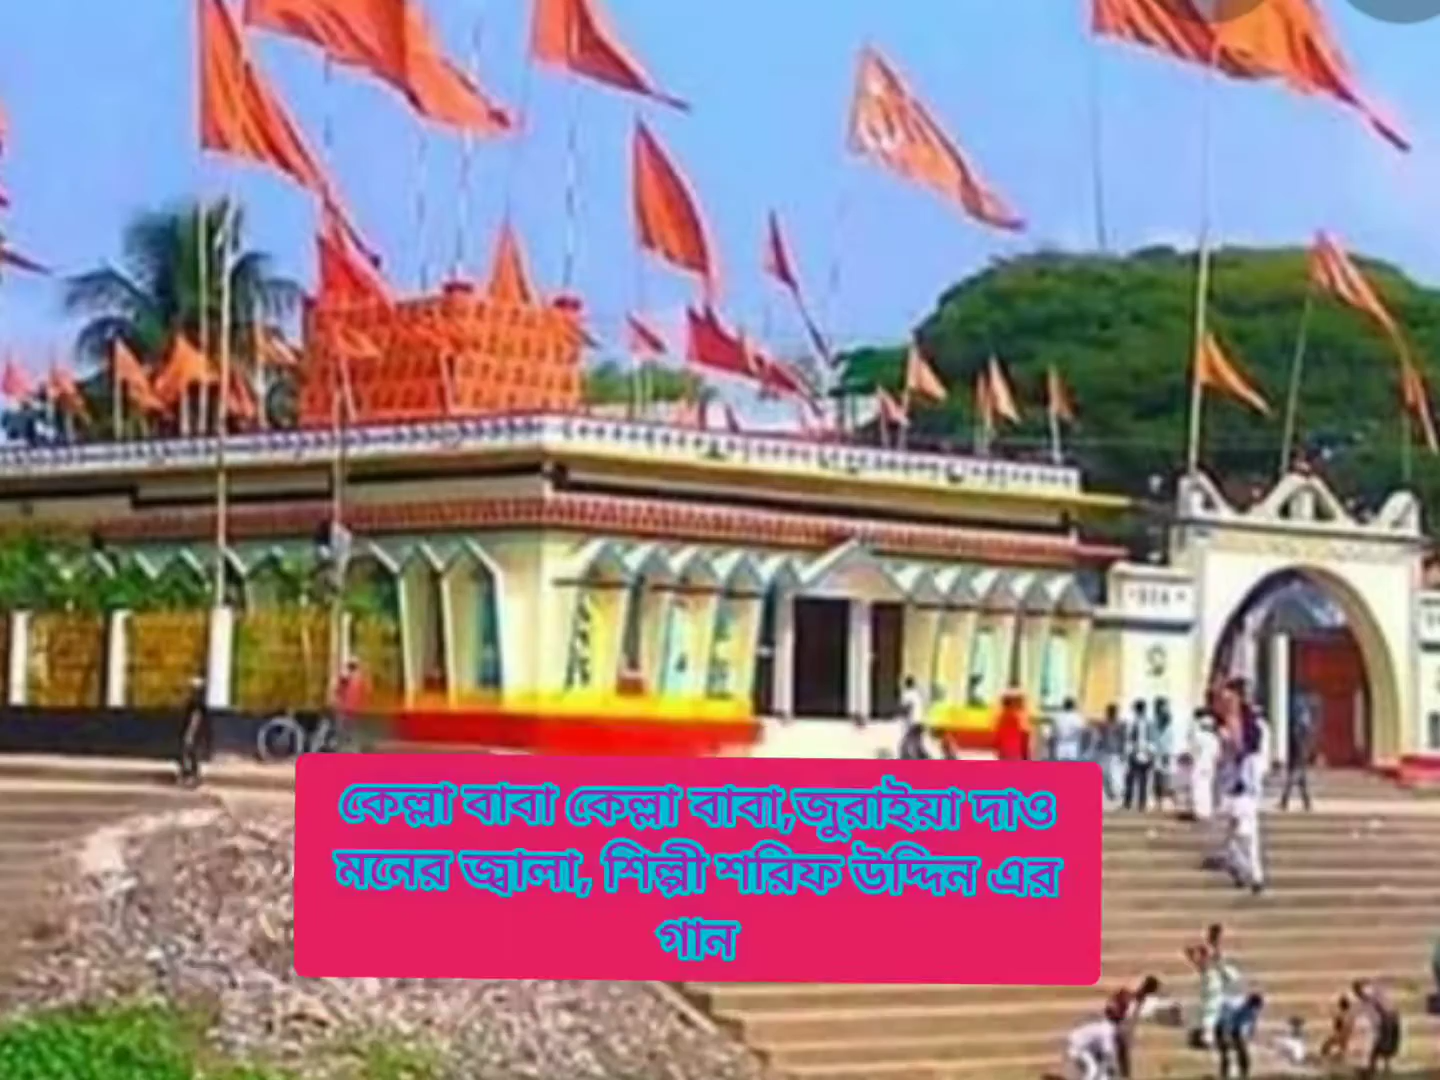 কেল্লা বাবা কেল্লা বাবা,জুরাইয়া দাও
মনের জ্বালা, শিল্পী শরিফ উদ্দিন এর
গান